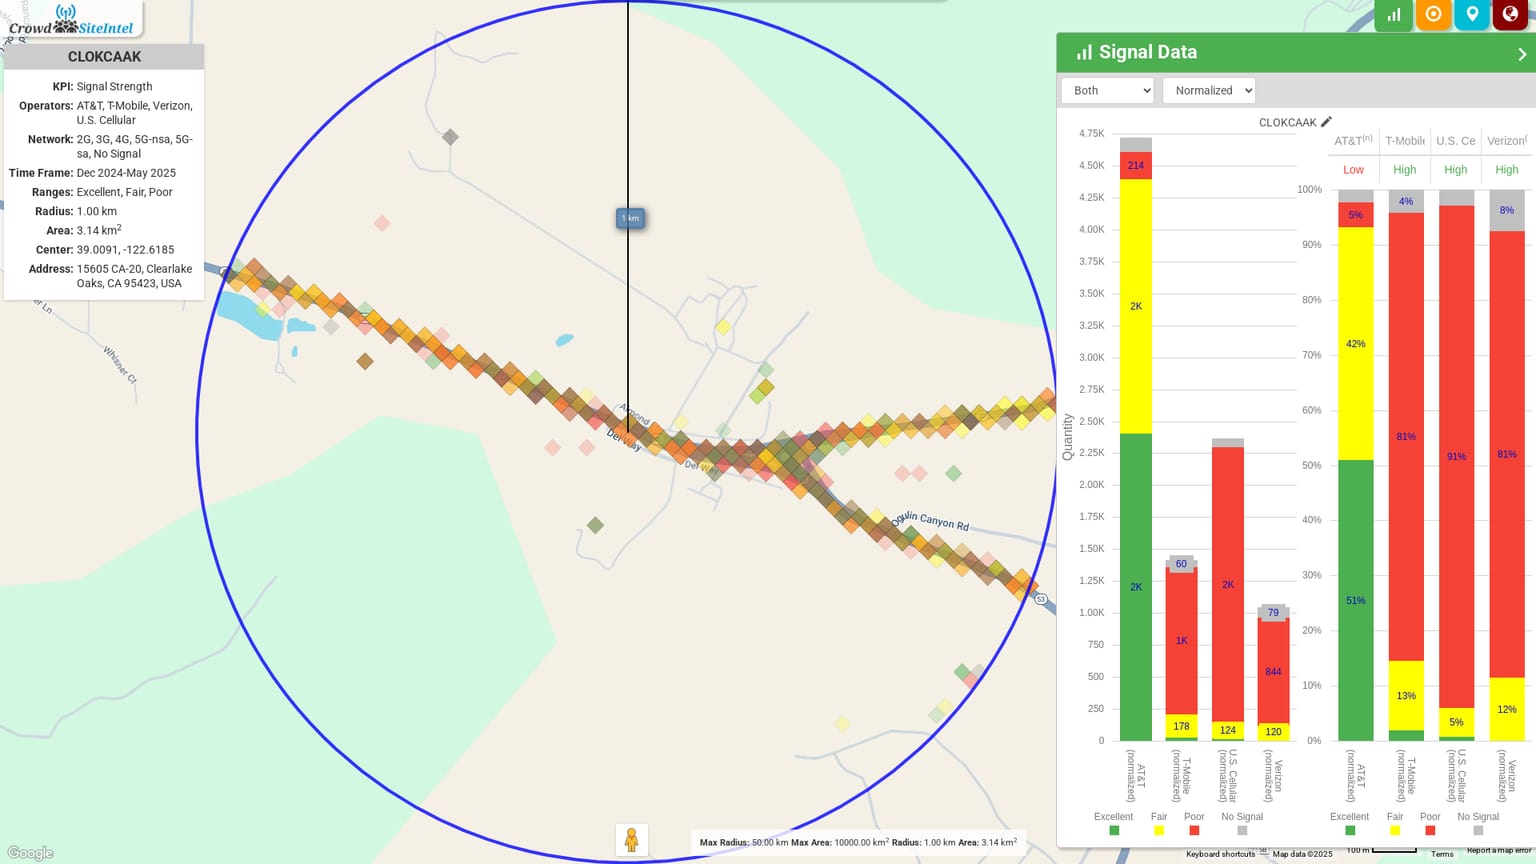 CrowdSiteIntel
CLOKCAAK
KPI: Signal Strength
Operators: AT&T, T-Mobile, Verizon,
U.S. Cellular
Network: 2G, 3G, 4G, 5G-nsa, 5G-
sa, No Signal
Time Frame: Dec 2024-May 2025
Ranges: Excellent, Fair, Poor
Radius: 1.00 km
Area: 3.14 km²
Center: 39.0091, -122.6185
Address: 15605 CA-20, Clearlake
Oaks, CA 95423, USA
Whisner Ct
1 km
Del Way
Del Way
Ogulin Canyon Rd
53
Google
Max Radius: 50.00 km Max Area: 10000.00 km² Radius: 1.00 km Area: 3.14 km²
Signal Data
Both
Normalized
CLOKCAAK
Quantity
4.75K
4.50K
4.25K
4.00K
3.75K
3.50K
3.25K
3.00K
2.75K
2.50K
2.25K
2.00K
1.75K
1.50K
1.25K
1.00K
750
500
250
0
214
2K
2K
60
1K
178
2K
124
79
844
120
AT&T
(normalized)
T-Mobile
(normalized)
U.S. Cellular
(normalized)
Verizon
(normalized)
Excellent Fair Poor No Signal
AT&T(n) T-Mobile U.S. Ce Verizon(
Low High High High
100%
90%
80%
70%
60%
50%
40%
30%
20%
10%
0%
5%
42%
51%
4%
81%
13%
91%
5%
8%
81%
12%
AT&T
(normalized)
T-Mobile
(normalized)
U.S. Cellular
(normalized)
Verizon
(normalized)
Excellent Fair Poor No Signal
Keyboard shortcuts Map data ©2025 100 m Terms Report a map error